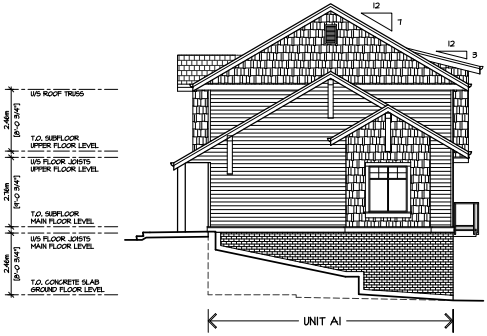 12
7
12
3
U/S ROOF TRUSS
2.46m
[8'-0 3/4"]
T.O. SUBFLOOR
UPPER FLOOR LEVEL
U/S FLOOR JOISTS
UPPER FLOOR LEVEL
2.76m
[9'-0 3/4"]
T.O. SUBFLOOR
MAIN FLOOR LEVEL
U/S FLOOR JOISTS
MAIN FLOOR LEVEL
2.46m
[8'-0 3/4"]
T.O. CONCRETE SLAB
GROUND FLOOR LEVEL
UNIT A1